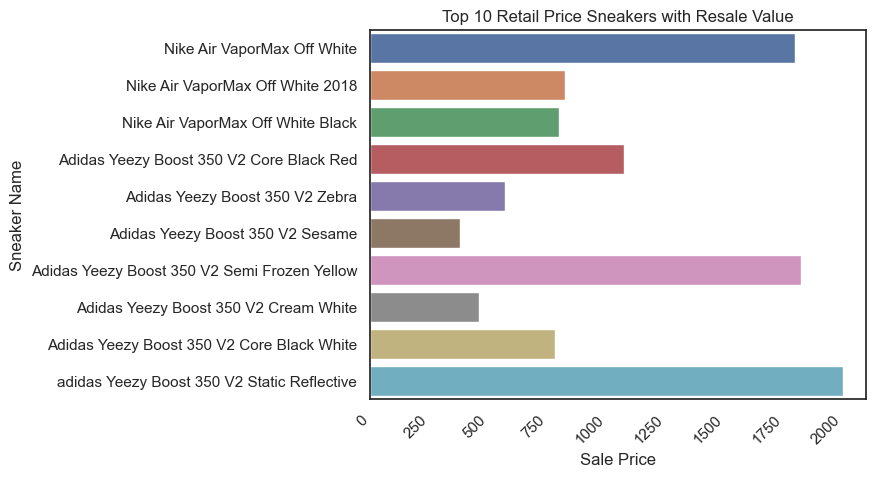 Top 10 Retail Price Sneakers with Resale Value
Sneaker Name
Nike Air VaporMax Off White
Nike Air VaporMax Off White 2018
Nike Air VaporMax Off White Black
Adidas Yeezy Boost 350 V2 Core Black Red
Adidas Yeezy Boost 350 V2 Zebra
Adidas Yeezy Boost 350 V2 Sesame
Adidas Yeezy Boost 350 V2 Semi Frozen Yellow
Adidas Yeezy Boost 350 V2 Cream White
Adidas Yeezy Boost 350 V2 Core Black White
adidas Yeezy Boost 350 V2 Static Reflective
0 250 500 750 1000 1250 1500 1750 2000
Sale Price